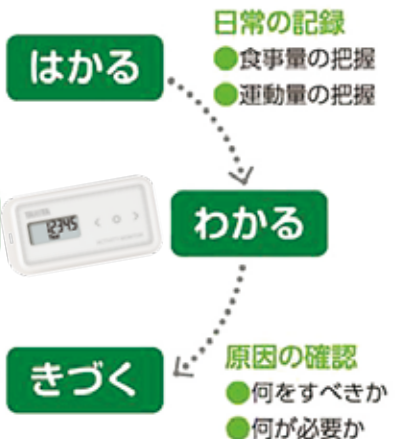 はかる
日常の記録
●食事量の把握
●運動量の把握
わかる
TANITA
12345
きづく
原因の確認
●何をすべきか
●何が必要か